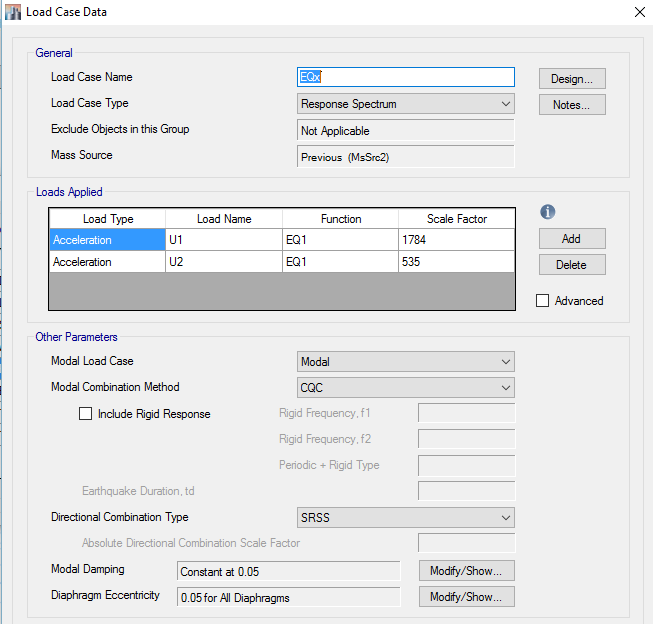 Load Case Data
General
Load Case Name EQx Design...
Load Case Type Response Spectrum Notes...
Exclude Objects in this Group Not Applicable
Mass Source Previous (MsSrc2)
Loads Applied
Load Type Load Name Function Scale Factor
Acceleration U1 EQ1 1784 Add
Acceleration U2 EQ1 535 Delete
Advanced
Other Parameters
Modal Load Case Modal
Modal Combination Method CQC
Include Rigid Response Rigid Frequency, f1
Rigid Frequency, f2
Periodic + Rigid Type
Earthquake Duration, td
Directional Combination Type SRSS
Absolute Directional Combination Scale Factor
Modal Damping Constant at 0.05 Modify/Show...
Diaphragm Eccentricity 0.05 for All Diaphragms Modify/Show...